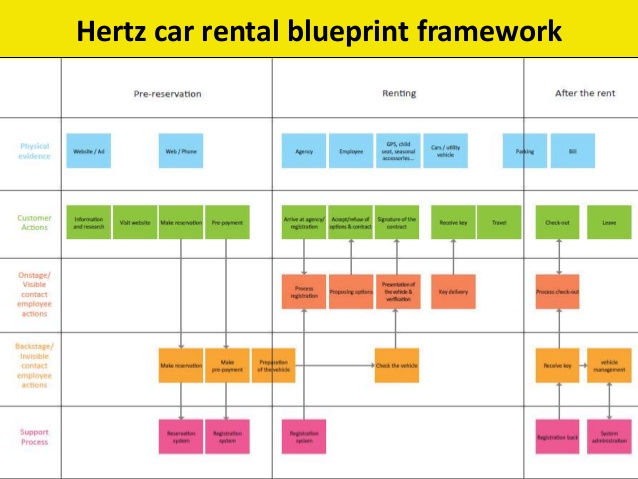 Hertz car rental blueprint framework
Pre-reservation
Renting
After the rent
Physical
evidence
Website / Ad
Web / Phone
Agency
Employee
GPS, child
seat, seasonal
accessories...
Cars / utility
vehicle
Parking
Bill
Customer
Actions
Information
and research
Visit website
Make reservation
Pre-payment
Arrive at agency/
registration
Accept/refuse of
options & contract
Signature of the
contract
Receive key
Travel
Check-out
Leave
Onstage/
Visible
contact
employee
actions
Process
registration
Proposing options
Presentation of
the vehicle &
verification
Key delivery
Process check-out
Backstage/
Invisible
contact
employee
actions
Make reservation
Make
pre-payment
Preparation
of the vehicle
Check the vehicle
Receive key
vehicle
management
Support
Process
Reservation
system
Registration
system
Registration
system
Registration back
System
administration